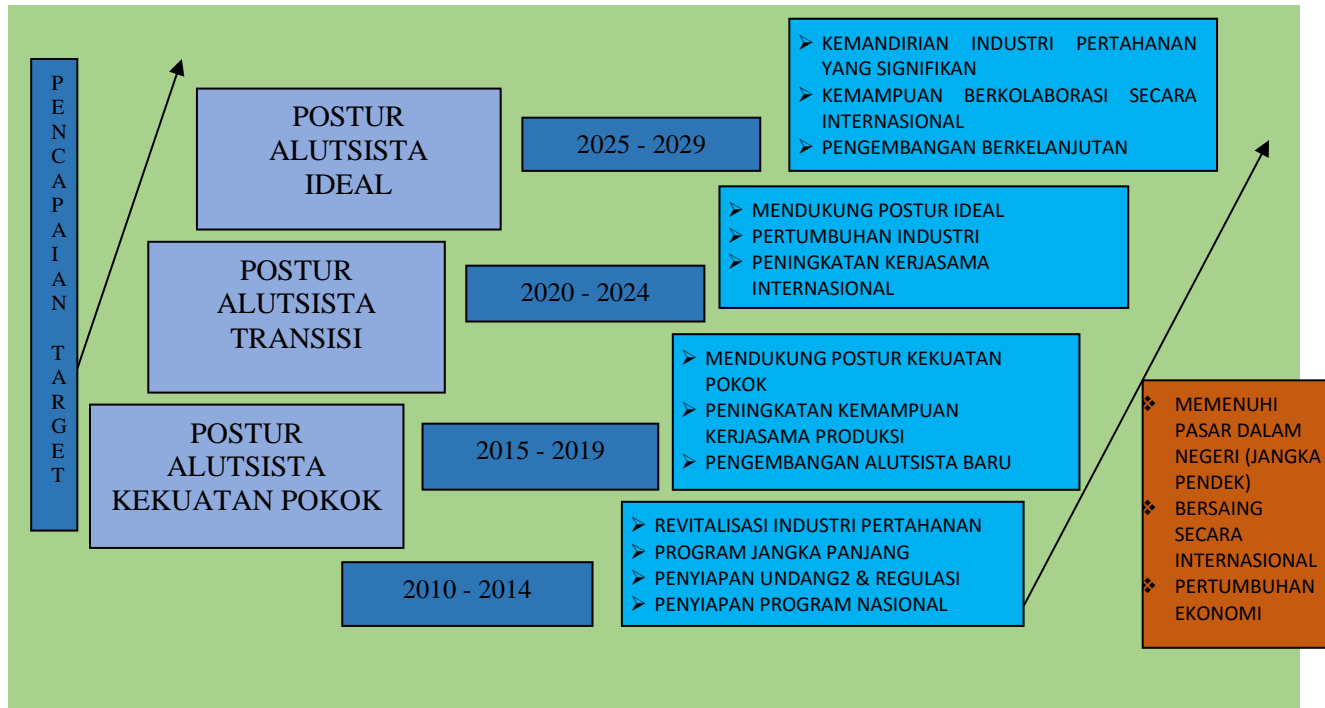 PENCAPAIAN TARGET
POSTUR
ALUTSISTA
IDEAL
2025 - 2029
➢ KEMANDIRIAN INDUSTRI PERTAHANAN
YANG SIGNIFIKAN
➢ KEMAMPUAN BERKOLABORASI SECARA
INTERNASIONAL
➢ PENGEMBANGAN BERKELANJUTAN
POSTUR
ALUTSISTA
TRANSISI
2020 - 2024
➢ MENDUKUNG POSTUR IDEAL
➢ PERTUMBUHAN INDUSTRI
➢ PENINGKATAN KERJASAMA
INTERNASIONAL
POSTUR
ALUTSISTA
KEKUATAN POKOK
2015 - 2019
➢ MENDUKUNG POSTUR KEKUATAN
POKOK
➢ PENINGKATAN KEMAMPUAN
KERJASAMA PRODUKSI
➢ PENGEMBANGAN ALUTSISTA BARU
2010 - 2014
➢ REVITALISASI INDUSTRI PERTAHANAN
➢ PROGRAM JANGKA PANJANG
➢ PENYIAPAN UNDANG2 & REGULASI
➢ PENYIAPAN PROGRAM NASIONAL
❖ MEMENUHI
PASAR DALAM
NEGERI (JANGKA
PENDEK)
❖ BERSAING
SECARA
INTERNASIONAL
❖ PERTUMBUHAN
EKONOMI